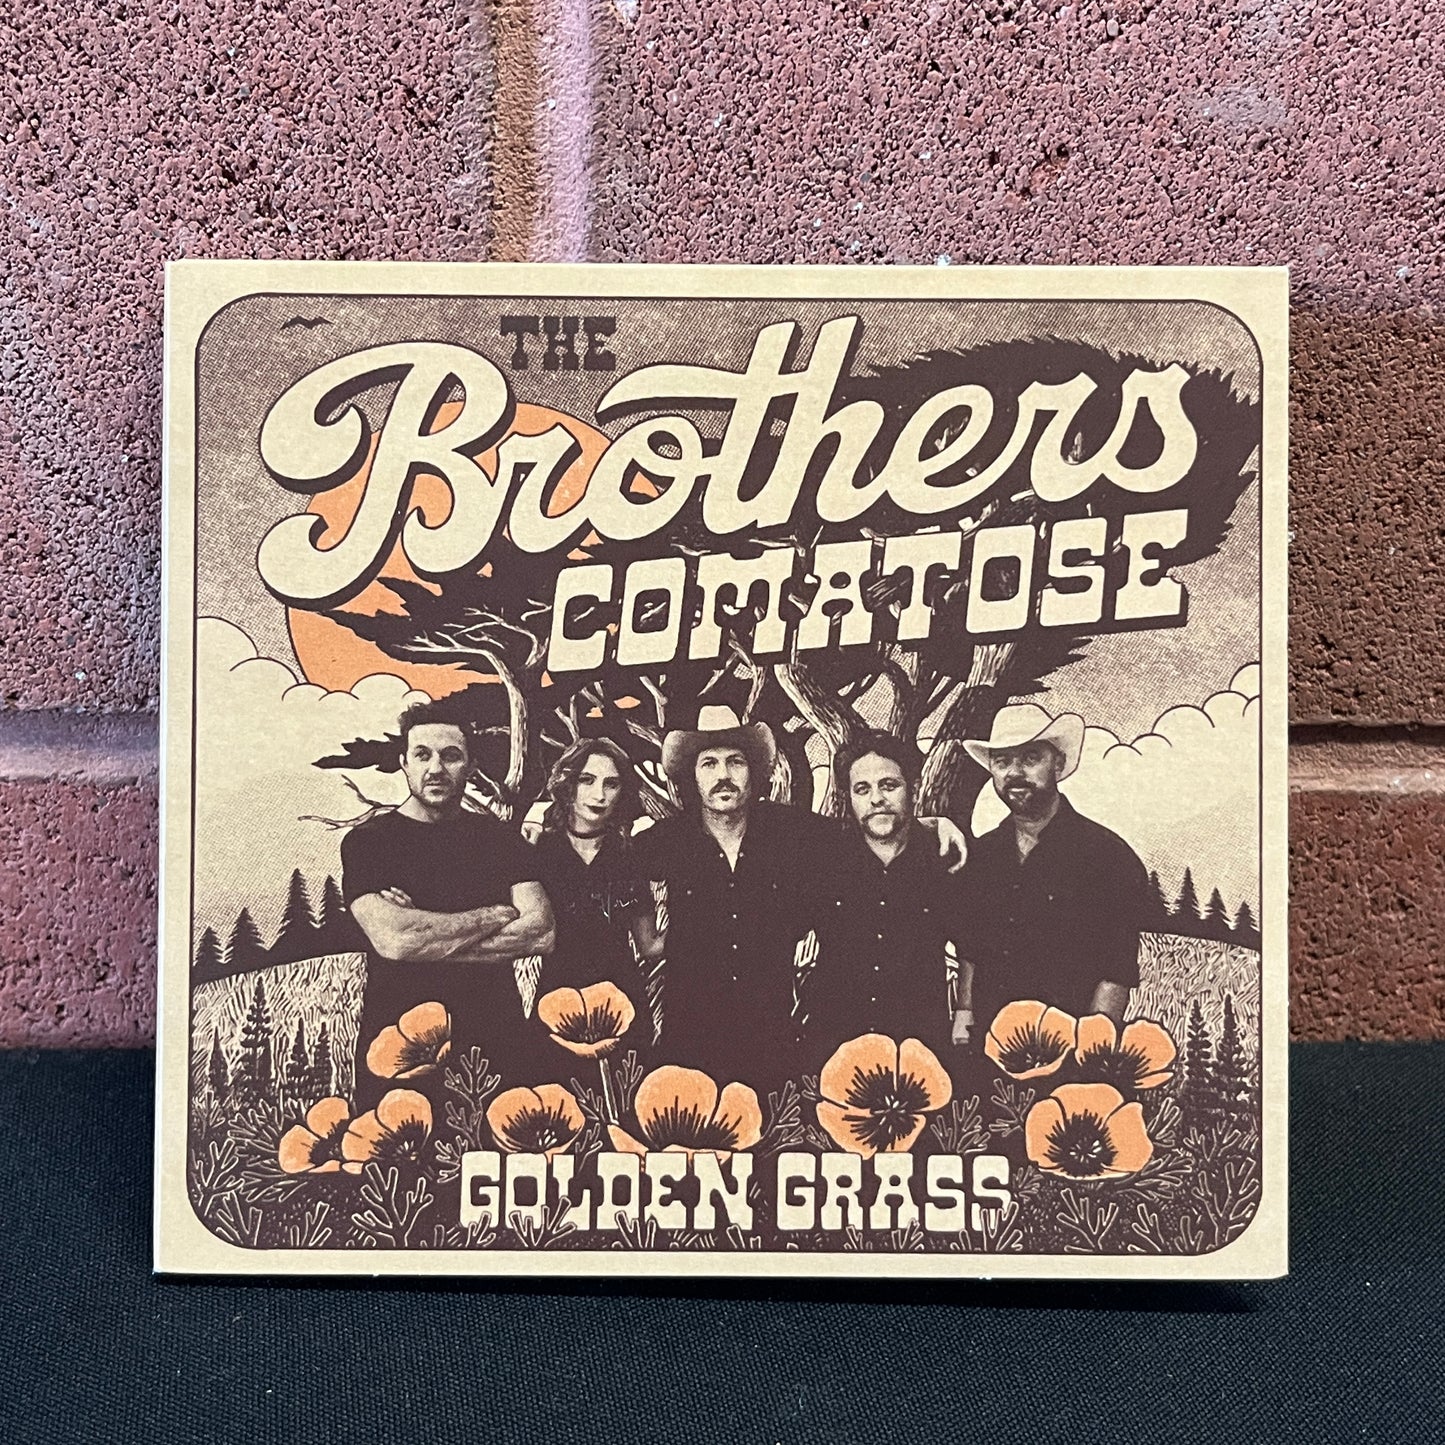 THE
Brothers
COMATOSE
GOLDEN GRASS